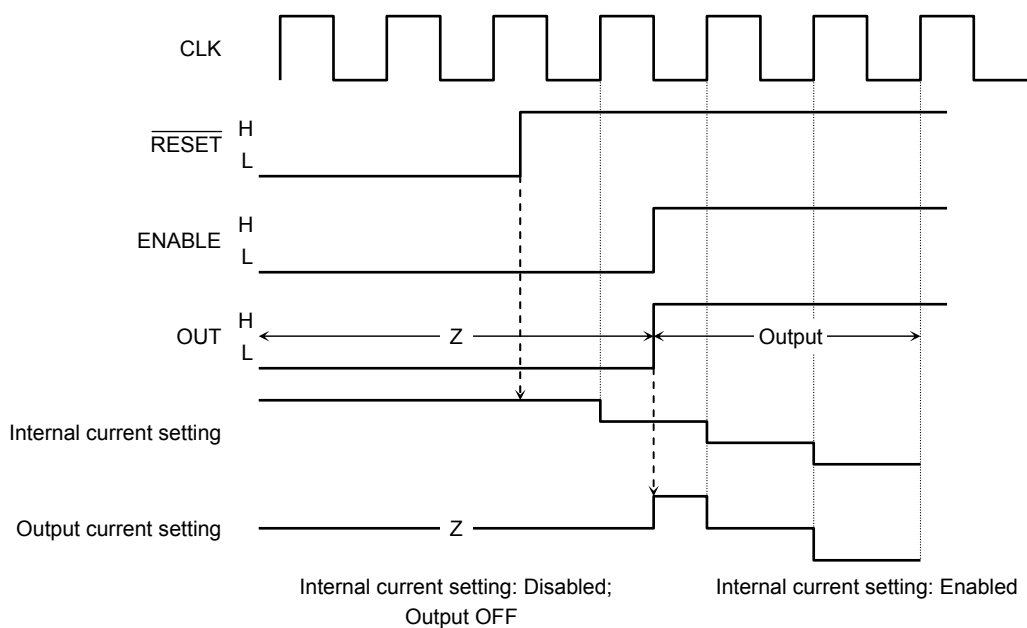 CLK
RESET
H
L
ENABLE
H
L
OUT
H
L
Z
Output
Internal current setting
Output current setting
Z
Internal current setting: Disabled;
Output OFF
Internal current setting: Enabled